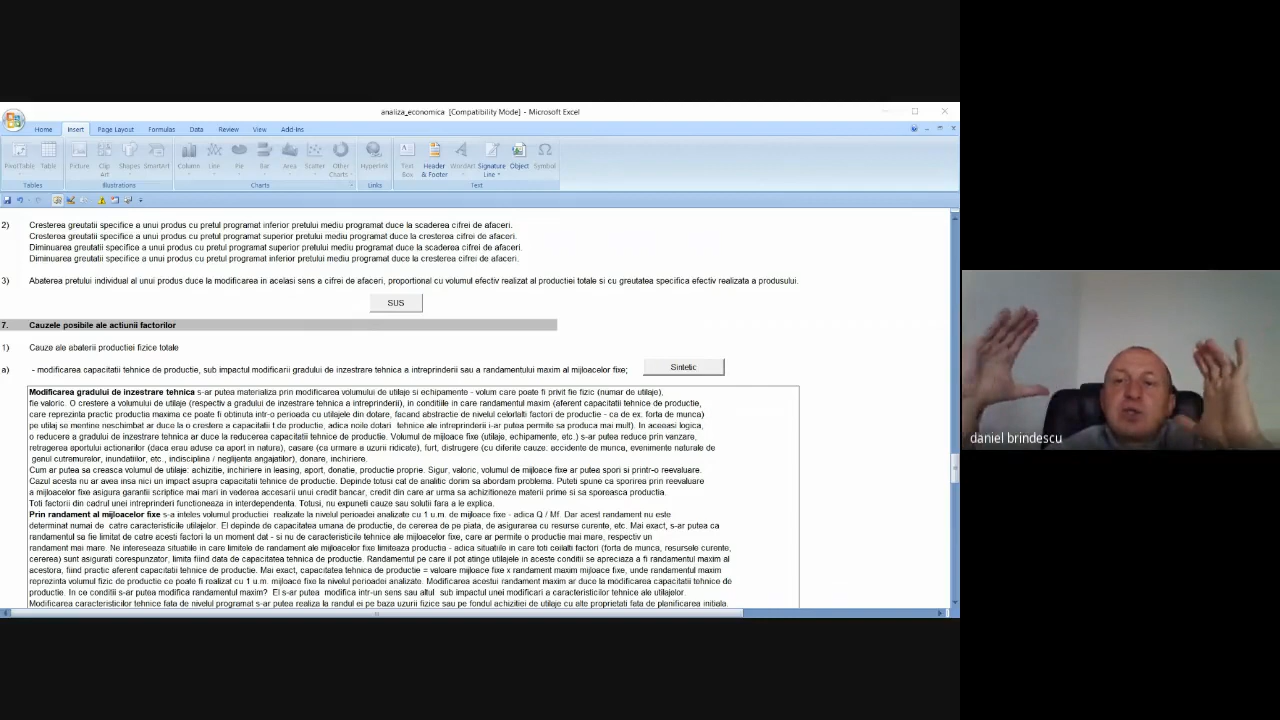 analiza_economica [Compatibility Mode] - Microsoft Excel
Home Insert Page Layout Formulas Data Review View Add-Ins
PivotTable Table Picture Clip Art Shapes SmartArt Column Line Pie Bar Area Scatter Other Charts Hyperlink Text Box Header & Footer WordArt Signature Line Object Symbol
Tables Illustrations Charts Links Text
2) Cresterea greutatii specifice a unui produs cu pretul programat inferior pretului mediu programat duce la scaderea cifrei de afaceri.
Cresterea greutatii specifice a unui produs cu pretul programat superior pretului mediu programat duce la cresterea cifrei de afaceri.
Diminuarea greutatii specifice a unui produs cu pretul programat superior pretului mediu programat duce la scaderea cifrei de afaceri.
Diminuarea greutatii specifice a unui produs cu pretul programat inferior pretului mediu programat duce la cresterea cifrei de afaceri.
3) Abaterea pretului individual al unui produs duce la modificarea in acelasi sens a cifrei de afaceri, proportional cu volumul efectiv realizat al productiei totale si cu greutatea specifica efectiv realizata a produsului.
SUS
7. Cauzele posibile ale actiunii factorilor
1) Cauze ale abaterii productiei fizice totale
a) - modificarea capacitatii tehnice de productie, sub impactul modificarii gradului de inzestrare tehnica a intreprinderii sau a randamentului maxim al mijloacelor fixe;
Sintetic
Modificarea gradului de inzestrare tehnica s-ar putea materializa prin modificarea volumului de utilaje si echipamente - volum care poate fi privit fie fizic (numar de utilaje),
fie valoric. O crestere a volumului de utilaje (respectiv a gradului de inzestrare tehnica a intreprinderii), in conditiile in care randamentul maxim (aferent capacitatii tehnice de productie,
care reprezinta practic productia maxima ce poate fi obtinuta intr-o perioada cu utilajele din dotare, facand abstractie de nivelul celorlalti factori de productie - ca de ex. forta de munca)
pe utilaj se mentine neschimbat ar duce la o crestere a capacitatii t de productie, adica noile dotari tehnice ale intreprinderii i-ar putea permite sa produca mai mult). In aceeasi logica,
o reducere a gradului de inzestrare tehnica ar duce la reducerea capacitatii tehnice de productie. Volumul de mijloace fixe (utilaje, echipamente, etc.) s-ar putea reduce prin vanzare,
retragerea aportului actionarilor (daca erau aduse ca aport in natura), casare (ca urmare a uzurii ridicate), furt, distrugere (cu diferite cauze: accidente de munca, evenimente naturale de
genul cutremurelor, inundatiilor, etc., indisciplina / neglijenta angajatilor), donare, inchiriere.
Cum ar putea sa creasca volumul de utilaje: achizitie, inchiriere in leasing, aport, donatie, productie proprie. Sigur, valoric, volumul de mijloace fixe ar putea spori si printr-o reevaluare.
Cazul acesta nu ar avea insa nici un impact asupra capacitatii tehnice de productie. Depinde totusi cat de analitic dorim sa abordam problema. Puteti spune ca sporirea prin reevaluare
a mijloacelor fixe asigura garantii scriptice mai mari in vederea accesarii unui credit bancar, credit din care ar urma sa achizitioneze materii prime si sa sporeasca productia.
Toti factorii din cadrul unei intreprinderi functioneaza in interdependenta. Totusi, nu expuneti cauze sau solutii fara a le explica.
Prin randament al mijloacelor fixe s-a inteles volumul productiei realizate la nivelul perioadei analizate cu 1 u.m. de mijloace fixe - adica Q / Mf. Dar acest randament nu este
determinat numai de catre caracteristicile utilajelor. El depinde de capacitatea umana de productie, de cererea de pe piata, de asigurarea cu resurse curente, etc. Mai exact, s-ar putea ca
randamentul sa fie limitat de catre acesti factori la un moment dat - si nu de caracteristicile tehnice ale mijloacelor fixe, care ar permite o productie mai mare, respectiv un
randament mai mare. Ne intereseaza situatiile in care limitele de randament ale mijloacelor fixe limiteaza productia - adica situatiile in care toti ceilalti factori (forta de munca, resursele curente,
cererea) sunt asigurati corespunzator, limita fiind data de capacitatea tehnica de productie. Randamentul pe care il pot atinge utilajele in aceste conditii se apreciaza a fi randamentul maxim al
acestora, fiind practic aferent capacitatii tehnice de productie. Mai exact, capacitatea tehnica de productie = valoare mijloace fixe x randament maxim mijloace fixe, unde randamentul maxim
reprezinta volumul fizic de productie ce poate fi realizat cu 1 u.m. mijloace fixe la nivelul perioadei analizate. Modificarea acestui randament maxim ar duce la modificarea capacitatii tehnice de
productie. In ce conditii s-ar putea modifica randamentul maxim? El s-ar putea modifica intr-un sens sau altul sub impactul unei modificari a caracteristicilor tehnice ale utilajelor.
Modificarea caracteristicilor tehnice fata de nivelul programat s-ar putea realiza la randul ei pe baza uzurii fizice sau pe fondul achizitiei de utilaje cu alte proprietati fata de planificarea initiala.
daniel brindescu